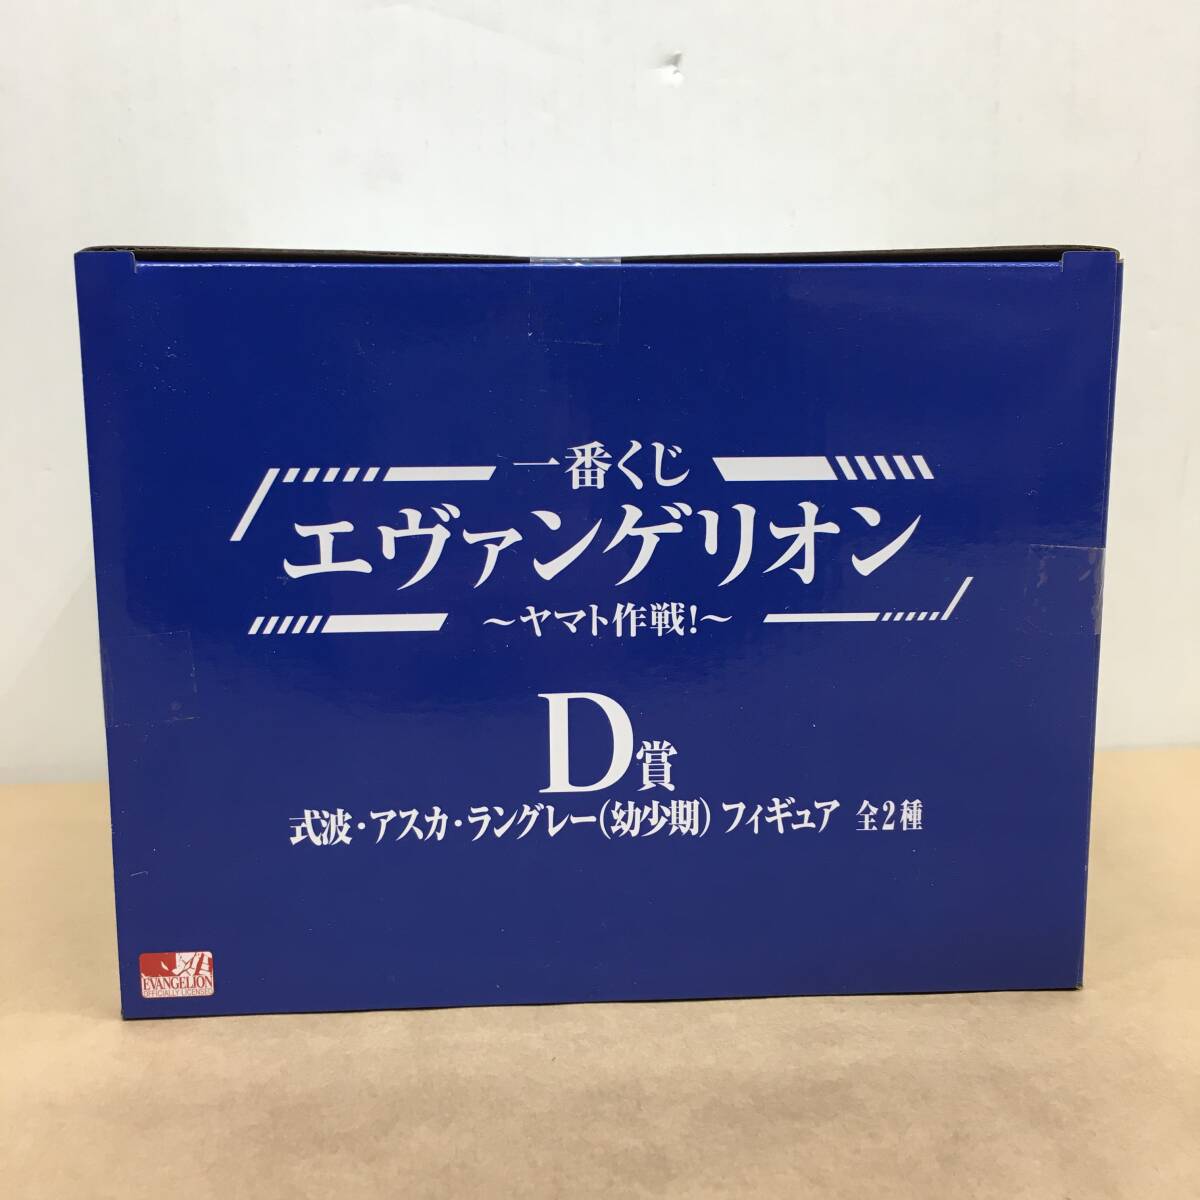 一番くじ
エヴァンゲリオン
～ヤマト作戦!～
D賞
式波・アスカ・ラングレー(幼少期) フィギュア 全2種
EVANGELION
OFFICIALLY LICENSED